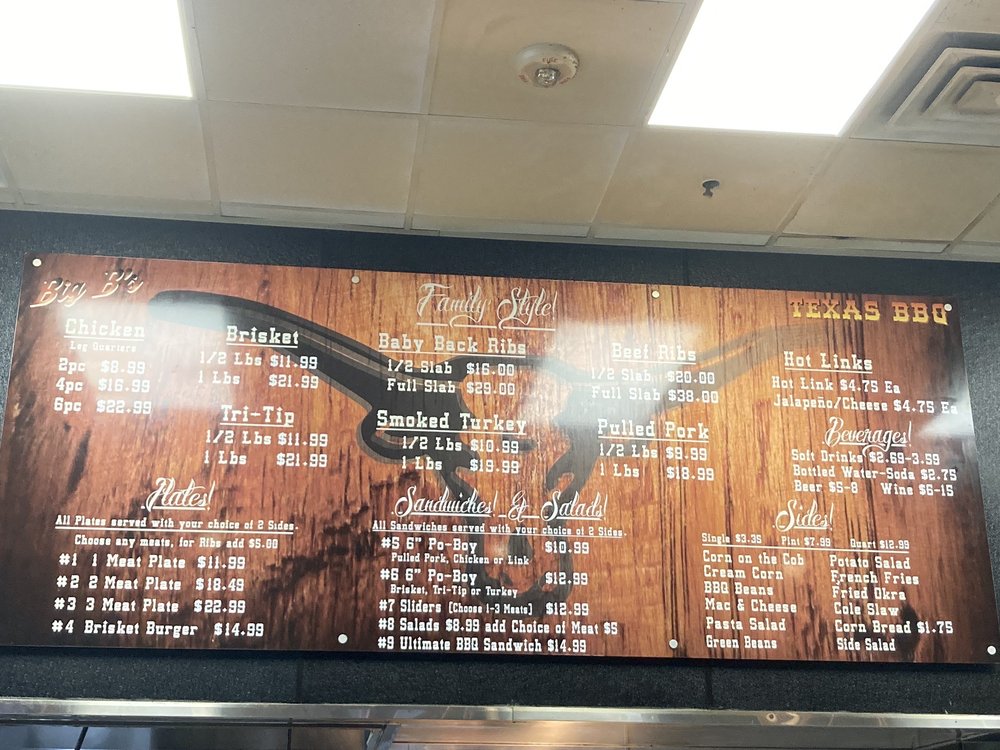 Big B's
TEXAS BBQ
Family Style!
Chicken
Leg Quarters
2pc $8.99
4pc $16.99
6pc $22.99
Brisket
1/2 Lbs $11.99
1 Lbs $21.99
Tri-Tip
1/2 Lbs $11.99
1 Lbs $21.99
Baby Back Ribs
1/2 Slab $16.00
Full Slab $29.00
Smoked Turkey
1/2 Lbs $10.99
1 Lbs $19.99
Beef Ribs
1/2 Slab $20.00
Full Slab $38.00
Pulled Pork
1/2 Lbs $9.99
1 Lbs $18.99
Hot Links
Hot Link $4.75 Ea
Jalapeño/Cheese $4.75 Ea
Beverages!
Soft Drinks $2.69-3.59
Bottled Water-Soda $2.75
Beer $5-8 Wine $6-15
Plates!
All Plates served with your choice of 2 Sides.
Choose any meats, for Ribs add $5.00
#1 1 Meat Plate $11.99
#2 2 Meat Plate $18.49
#3 3 Meat Plate $22.99
#4 Brisket Burger $14.99
Sandwiches! & Salads!
All Sandwiches served with your choice of 2 Sides.
#5 6" Po-Boy $10.99
Pulled Pork, Chicken or Link
#6 6" Po-Boy $12.99
Brisket, Tri-Tip or Turkey
#7 Sliders (Choose 1-3 Meats) $12.99
#8 Salads $8.99 add Choice of Meat $5
#9 Ultimate BBQ Sandwich $14.99
Sides!
Single $3.35 Pint $7.99 Quart $12.99
Corn on the Cob
Cream Corn
BBQ Beans
Mac & Cheese
Pasta Salad
Green Beans
Potato Salad
French Fries
Fried Okra
Cole Slaw
Corn Bread $1.75
Side Salad